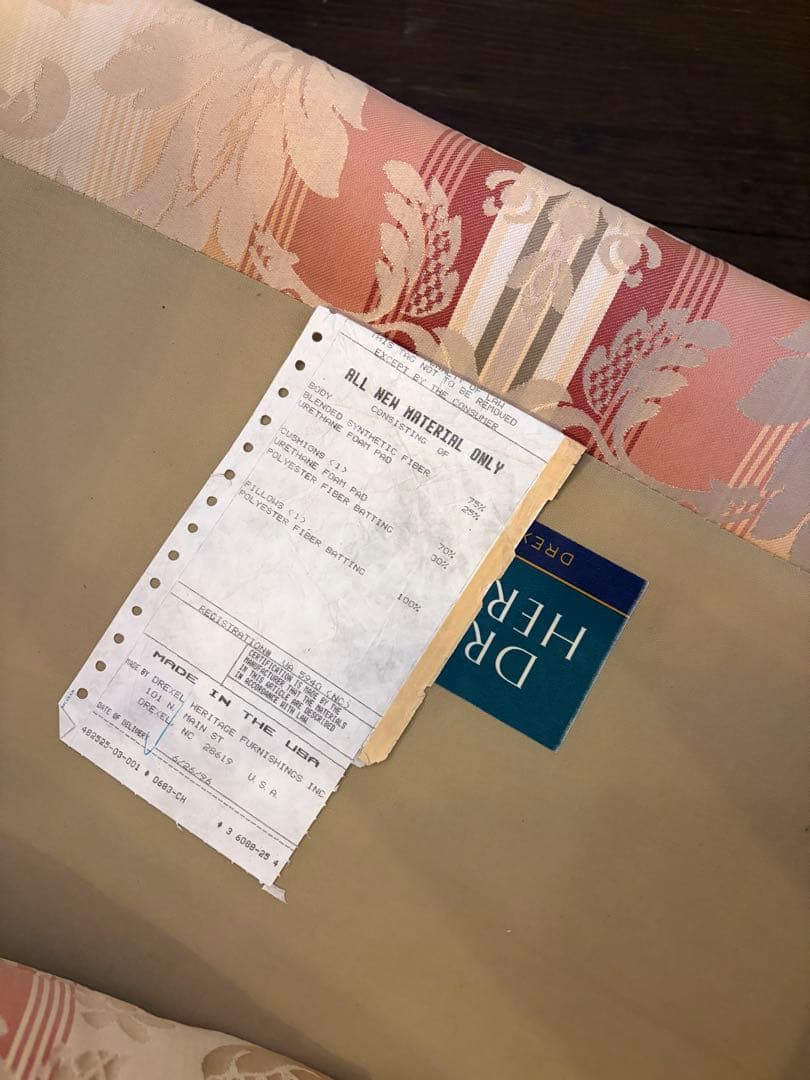 THIS TAG NOT TO BE REMOVED
EXCEPT BY THE CONSUMER
ALL NEW MATERIAL ONLY
CONSISTING OF
BODY
BLENDED SYNTHETIC FIBER 75%
URETHANE FOAM PAD 25%
CUSHIONS (1)
URETHANE FOAM PAD 70%
POLYESTER FIBER BATTING 30%
PILLOWS (1)
POLYESTER FIBER BATTING 100%
REGISTRATION# VA 5940 (NC)
CERTIFICATION IS MADE BY THE
MANUFACTURER THAT THE MATERIALS
IN THIS ARTICLE ARE DESCRIBED
IN ACCORDANCE WITH LAW.
MADE IN THE USA
MADE BY DREXEL HERITAGE FURNISHINGS INC
101 N. MAIN ST
DREXEL NC 28619 U.S.A.
DATE OF DELIVERY 6/26/96
482525-03-001 # D683-CH # 3 6088-25 4
DREX
DR
HER